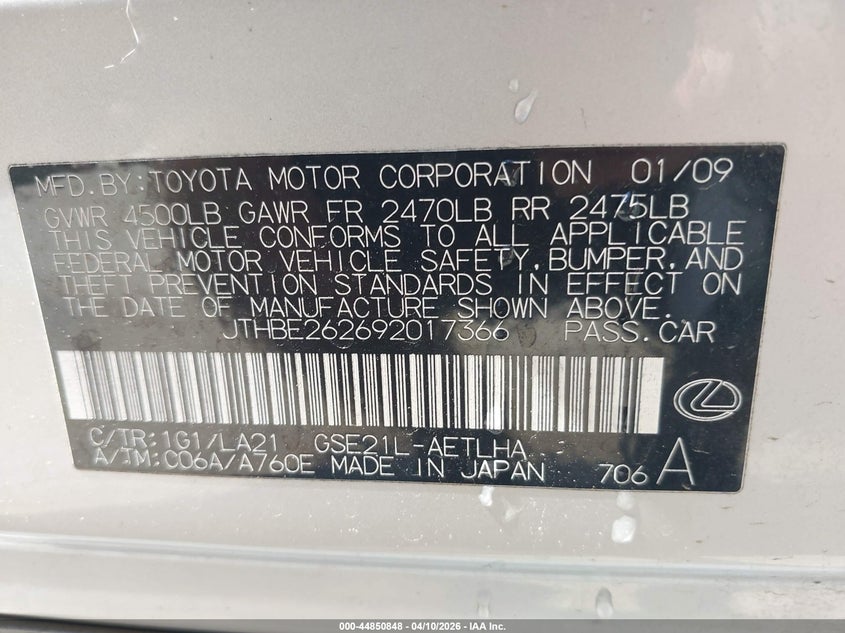 MFD. BY: TOYOTA MOTOR CORPORATION 01/09
GVWR 4500LB GAWR FR 2470LB RR 2475LB
THIS VEHICLE CONFORMS TO ALL APPLICABLE
FEDERAL MOTOR VEHICLE SAFETY, BUMPER, AND
THEFT PREVENTION STANDARDS IN EFFECT ON
THE DATE OF MANUFACTURE SHOWN ABOVE.
JTHBE262692017366 PASS. CAR
C/TR: 1G1/LA21 GSE21L-AETLHA
A/TM: C06A/A760E MADE IN JAPAN 706 A
000-44850848 - 04/10/2026 - IAA Inc.